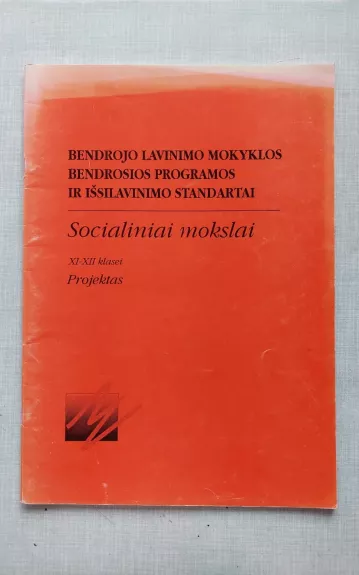 BENDROJO LAVINIMO MOKYKLOS
BENDROSIOS PROGRAMOS
IR IŠSILAVINIMO STANDARTAI
Socialiniai mokslai
XI-XII klasei
Projektas